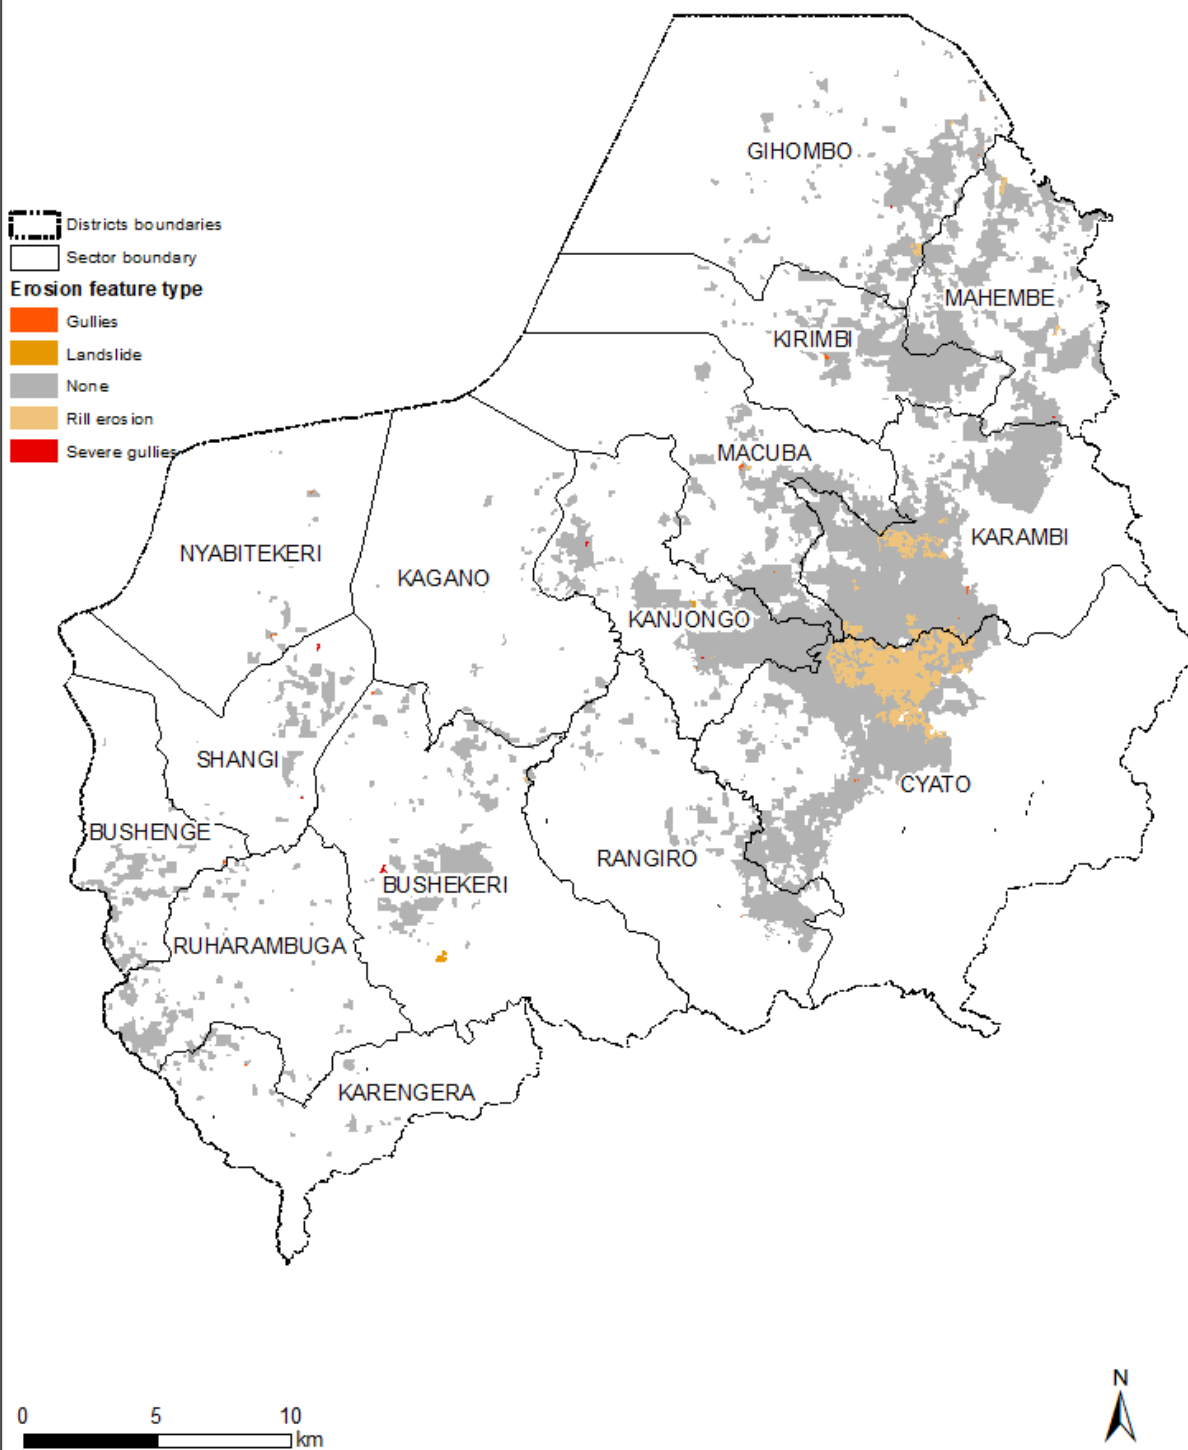 GIHOMBO
Districts boundaries
Sector boundary
Erosion feature type
Gullies
Landslide
None
Rill erosion
Severe gullies
MAHEMBE
KIRIMBI
MACUBA
KARAMBI
NYABITEKERI
KAGANO
KANJONGO
SHANGI
CYATO
BUSHENGE
RANGIRO
BUSHEKERI
RUHARAMBUGA
KARENGERA
N
0 5 10
km